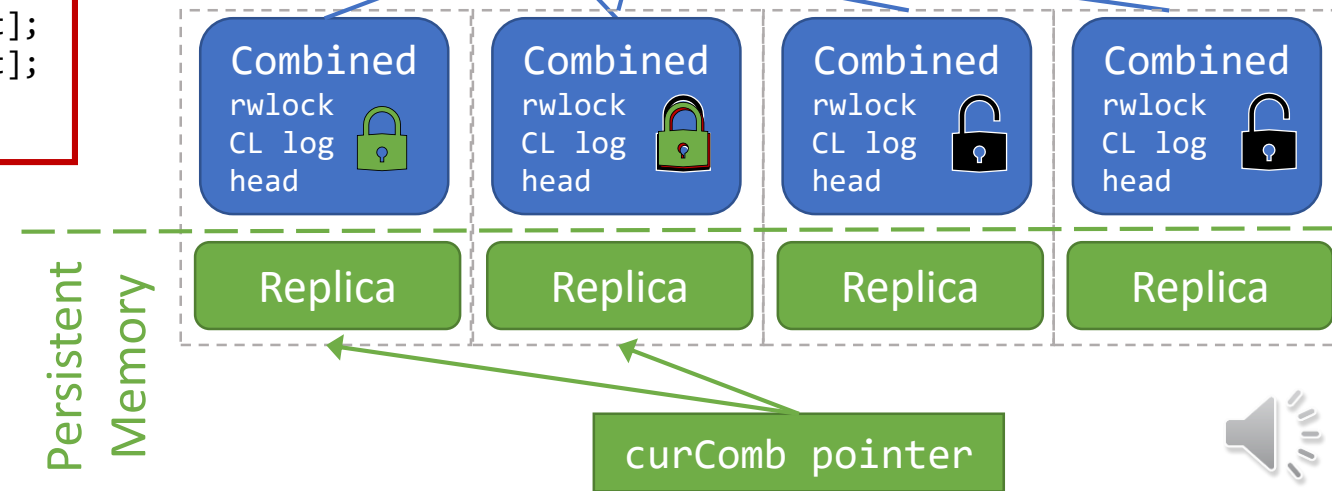 t];
t];
Combined
rwlock
CL log
head
Combined
rwlock
CL log
head
Combined
rwlock
CL log
head
Combined
rwlock
CL log
head
Persistent
Memory
Replica
Replica
Replica
Replica
curComb pointer